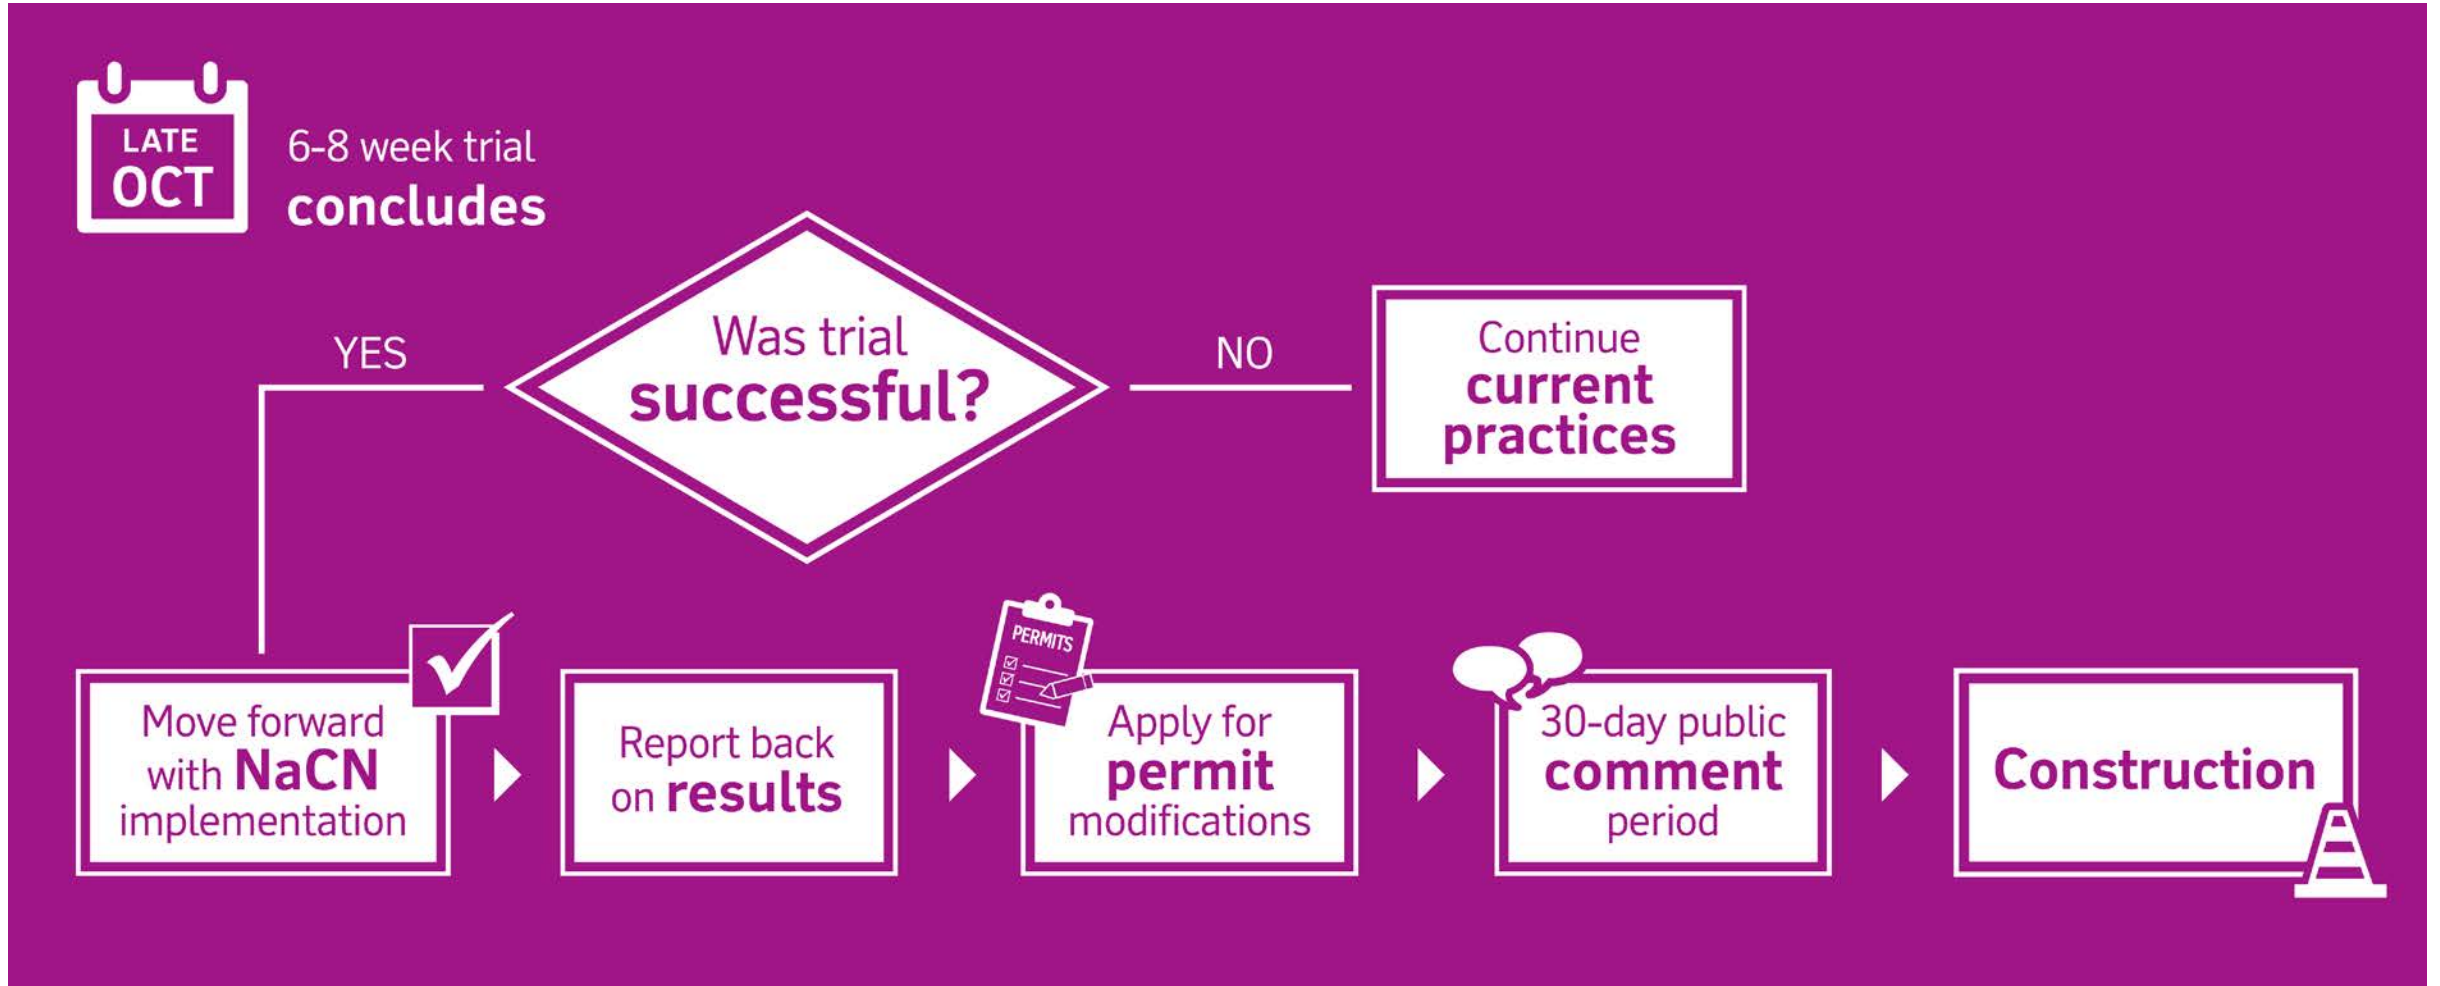 LATE
OCT
6-8 week trial
concludes
Was trial
successful?
YES
NO
Continue
current
practices
Move forward
with NaCN
implementation
Report back
on results
PERMITS
Apply for
permit
modifications
30-day public
comment
period
Construction